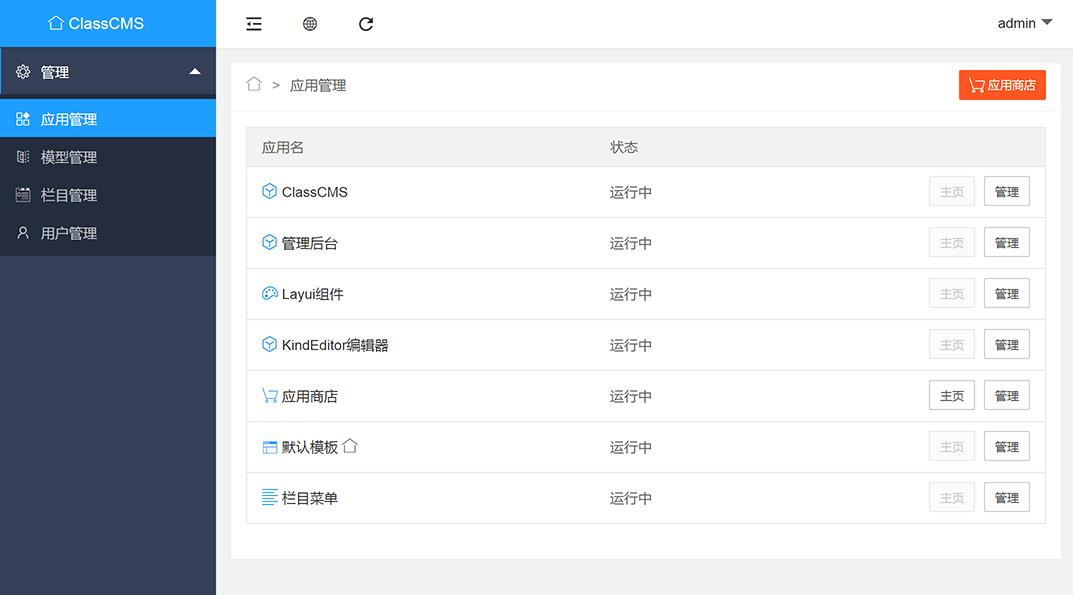 ClassCMS
admin
管理
应用管理
模型管理
栏目管理
用户管理
> 应用管理
应用商店
应用名 状态
ClassCMS 运行中 主页 管理
管理后台 运行中 主页 管理
Layui组件 运行中 主页 管理
KindEditor编辑器 运行中 主页 管理
应用商店 运行中 主页 管理
默认模板 运行中 主页 管理
栏目菜单 运行中 主页 管理